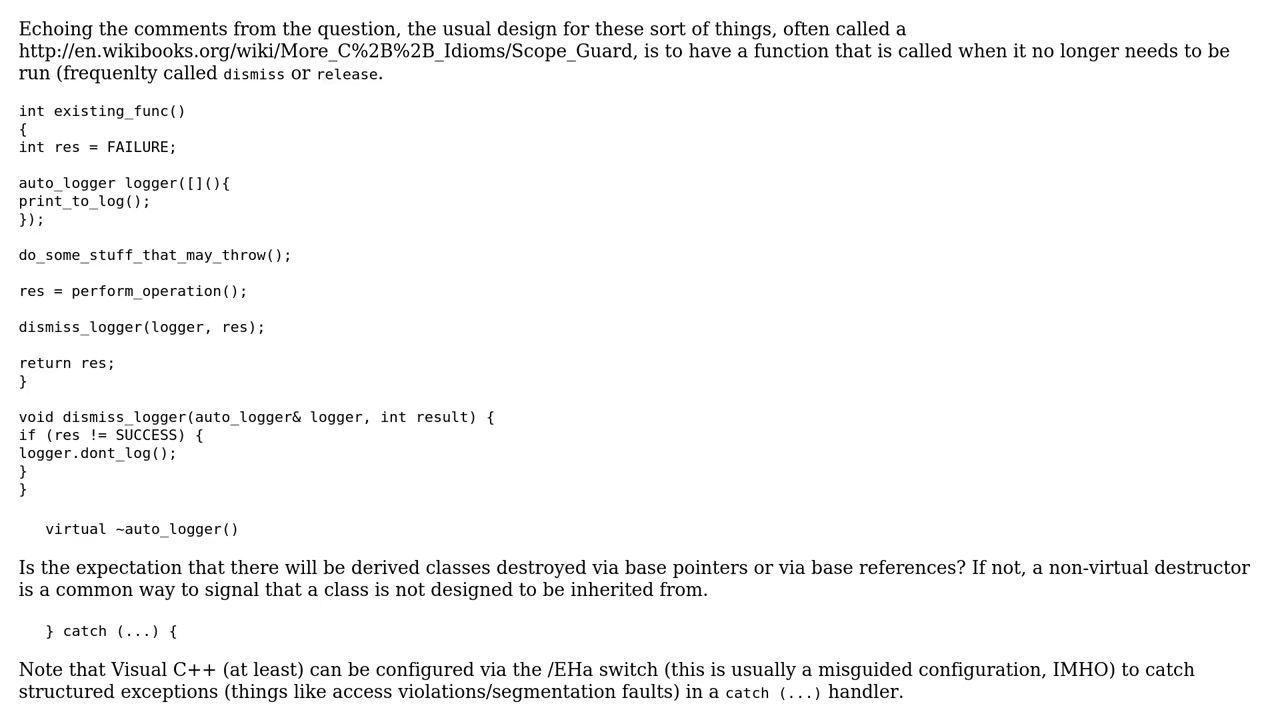 Echoing the comments from the question, the usual design for these sort of things, often called a
http://en.wikibooks.org/wiki/More_C%2B%2B_Idioms/Scope_Guard, is to have a function that is called when it no longer needs to be
run (frequenlty called dismiss or release.
int existing_func()
{
int res = FAILURE;
auto_logger logger([](){
print_to_log();
});
do_some_stuff_that_may_throw();
res = perform_operation();
dismiss_logger(logger, res);
return res;
}
void dismiss_logger(auto_logger& logger, int result) {
if (res != SUCCESS) {
logger.dont_log();
}
}
virtual ~auto_logger()
Is the expectation that there will be derived classes destroyed via base pointers or via base references? If not, a non-virtual destructor
is a common way to signal that a class is not designed to be inherited from.
} catch (...) {
Note that Visual C++ (at least) can be configured via the /EHa switch (this is usually a misguided configuration, IMHO) to catch
structured exceptions (things like access violations/segmentation faults) in a catch (...) handler.